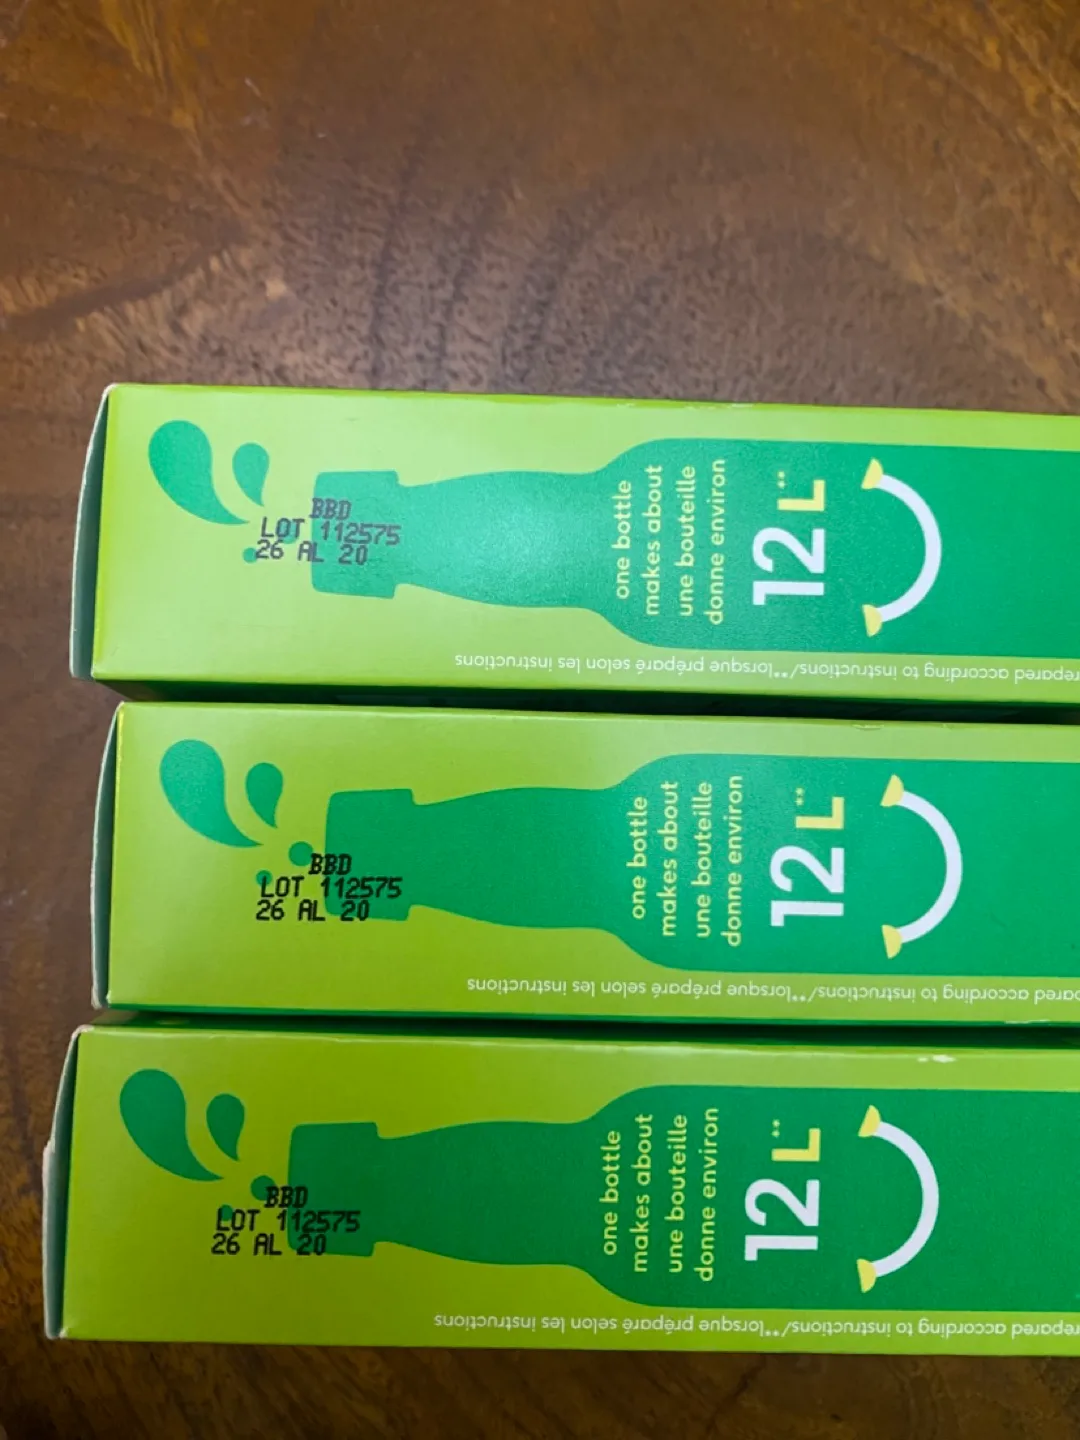 BBD
LOT 112575
26 AL 20
one bottle
makes about
une bouteille
donne environ
12 L**
repared according to instructions/**lorsque préparé selon les instructions
BBD
LOT 112575
26 AL 20
one bottle
makes about
une bouteille
donne environ
12 L**
pared according to instructions/**lorsque préparé selon les instructions
BBD
LOT 112575
26 AL 20
one bottle
makes about
une bouteille
donne environ
12 L**
repared according to instructions/**lorsque préparé selon les instructions